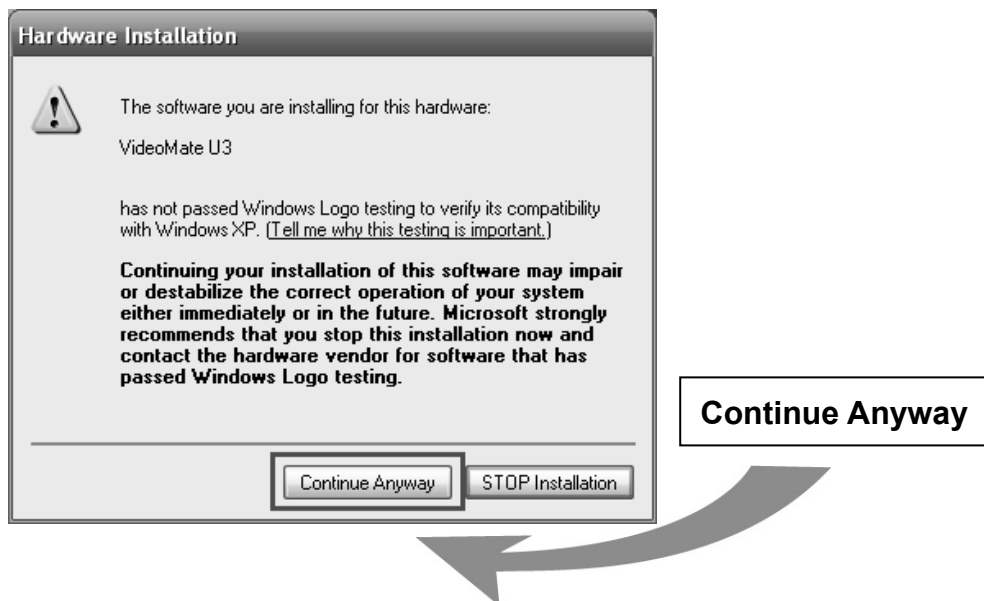 Hardware Installation
The software you are installing for this hardware:
VideoMate U3
has not passed Windows Logo testing to verify its compatibility
with Windows XP. (Tell me why this testing is important.)
Continuing your installation of this software may impair
or destabilize the correct operation of your system
either immediately or in the future. Microsoft strongly
recommends that you stop this installation now and
contact the hardware vendor for software that has
passed Windows Logo testing.
Continue Anyway
Continue Anyway
STOP Installation